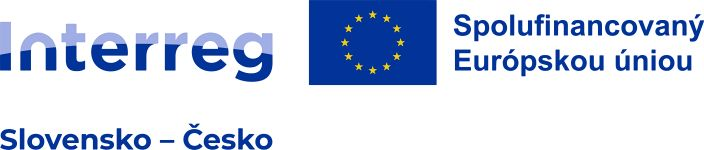 Interreg
Spolufinancovaný
Európskou úniou
Slovensko – Česko